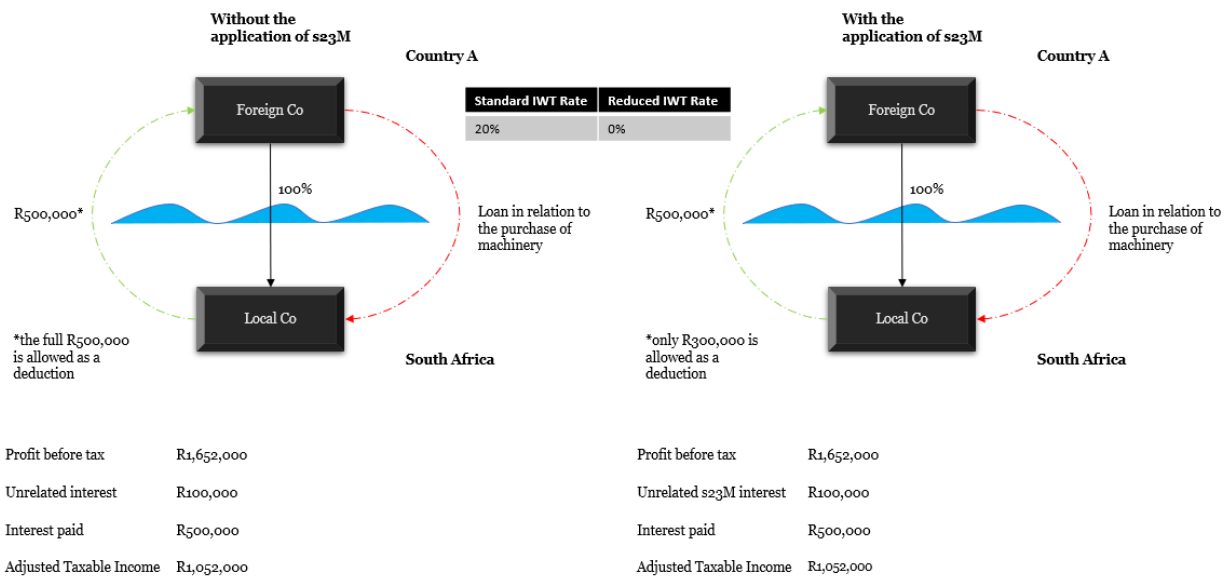 Without the
application of s23M
Country A
Foreign Co
100%
R500,000*
Loan in relation to
the purchase of
machinery
Local Co
*the full R500,000
is allowed as a
deduction
South Africa
Standard IWT Rate Reduced IWT Rate
20% 0%
With the
application of s23M
Country A
Foreign Co
100%
R500,000*
Loan in relation to
the purchase of
machinery
Local Co
*only R300,000 is
allowed as a
deduction
South Africa
Profit before tax R1,652,000
Unrelated interest R100,000
Interest paid R500,000
Adjusted Taxable Income R1,052,000
Profit before tax R1,652,000
Unrelated s23M interest R100,000
Interest paid R500,000
Adjusted Taxable Income R1,052,000